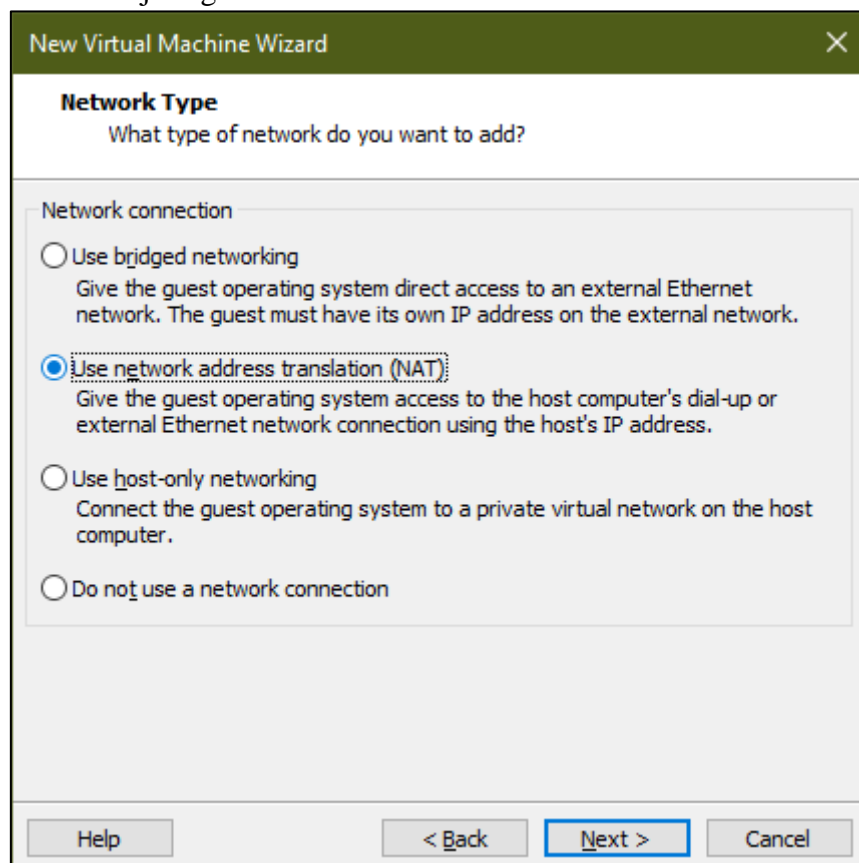 New Virtual Machine Wizard
Network Type
What type of network do you want to add?
Network connection
Use bridged networking
Give the guest operating system direct access to an external Ethernet
network. The guest must have its own IP address on the external network.
Use network address translation (NAT)
Give the guest operating system access to the host computer's dial-up or
external Ethernet network connection using the host's IP address.
Use host-only networking
Connect the guest operating system to a private virtual network on the host
computer.
Do not use a network connection
Help
< Back
Next >
Cancel